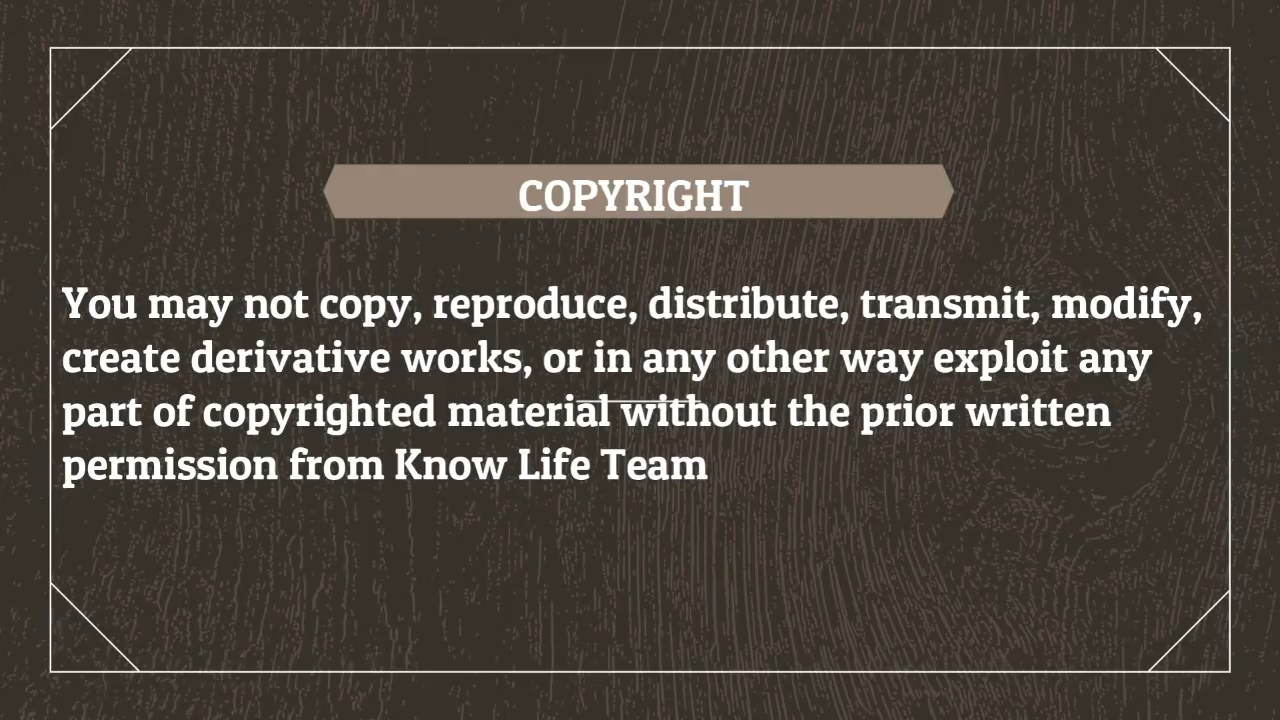 COPYRIGHT
You may not copy, reproduce, distribute, transmit, modify,
create derivative works, or in any other way exploit any
part of copyrighted material without the prior written
permission from Know Life Team